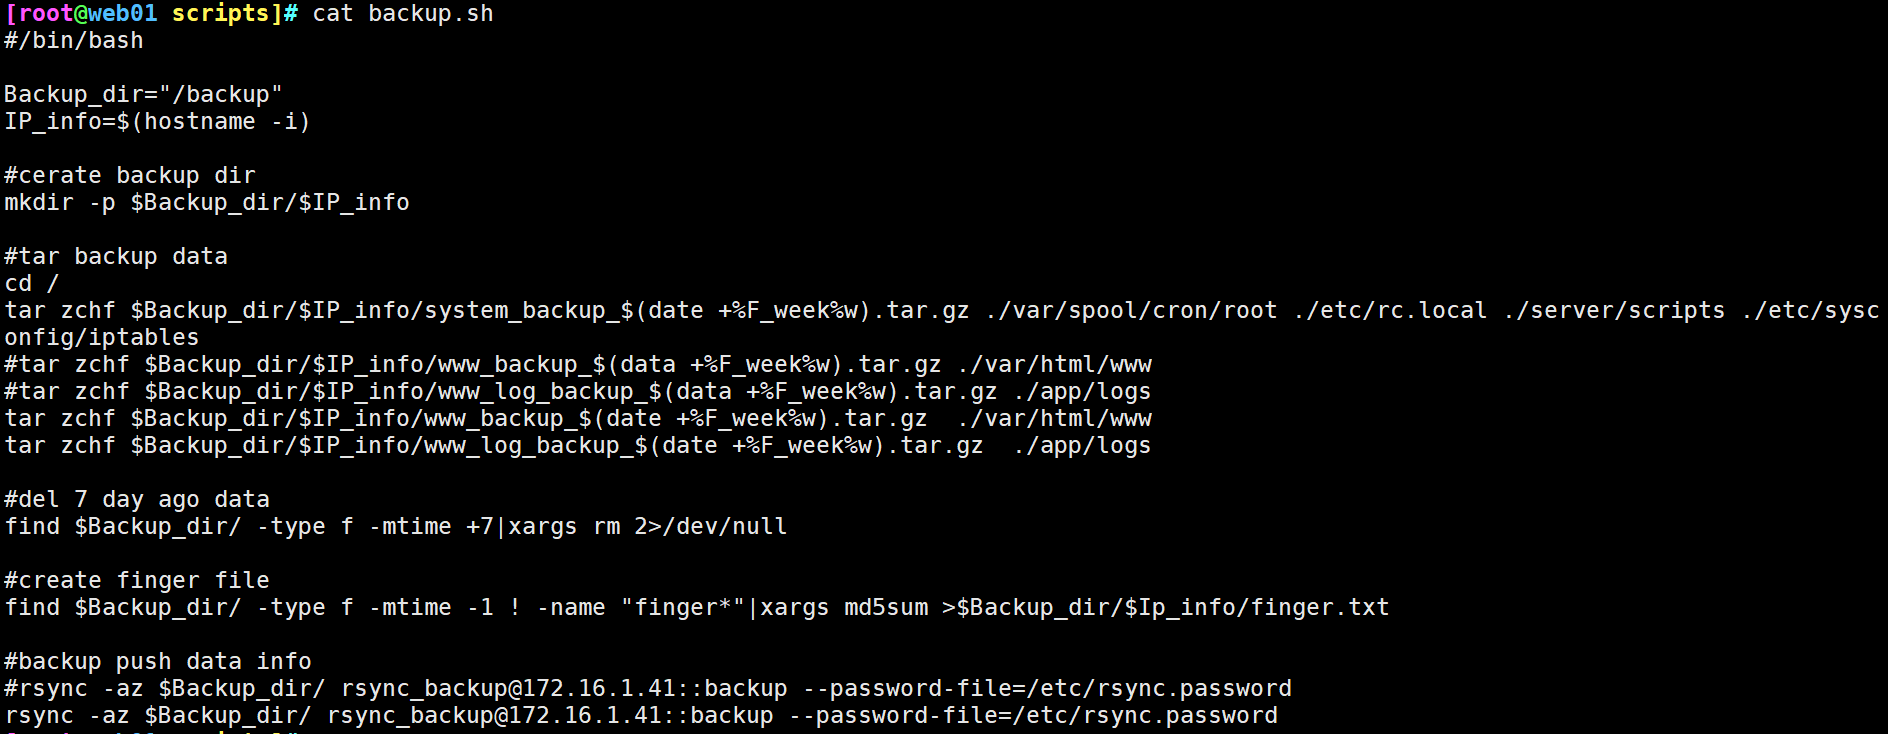 [root@web01 scripts]# cat backup.sh
#/bin/bash
Backup_dir="/backup"
IP_info=$(hostname -i)
#cerate backup dir
mkdir -p $Backup_dir/$IP_info
#tar backup data
cd /
tar zchf $Backup_dir/$IP_info/system_backup_$(date +%F_week%w).tar.gz ./var/spool/cron/root ./etc/rc.local ./server/scripts ./etc/sysc
onfig/iptables
#tar zchf $Backup_dir/$IP_info/www_backup_$(data +%F_week%w).tar.gz ./var/html/www
#tar zchf $Backup_dir/$IP_info/www_log_backup_$(data +%F_week%w).tar.gz ./app/logs
tar zchf $Backup_dir/$IP_info/www_backup_$(date +%F_week%w).tar.gz  ./var/html/www
tar zchf $Backup_dir/$IP_info/www_log_backup_$(date +%F_week%w).tar.gz  ./app/logs
#del 7 day ago data
find $Backup_dir/ -type f -mtime +7|xargs rm 2>/dev/null
#create finger file
find $Backup_dir/ -type f -mtime -1 ! -name "finger*"|xargs md5sum >$Backup_dir/$Ip_info/finger.txt
#backup push data info
#rsync -az $Backup_dir/ rsync_backup@172.16.1.41::backup --password-file=/etc/rsync.password
rsync -az $Backup_dir/ rsync_backup@172.16.1.41::backup --password-file=/etc/rsync.password